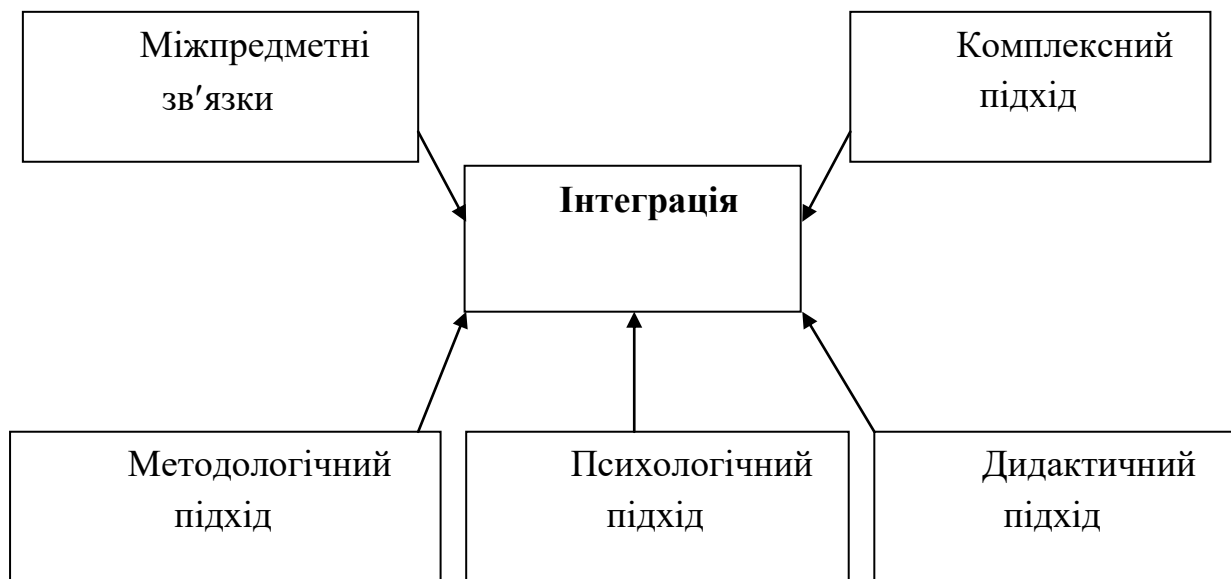 Міжпредметні
зв′язки
Комплексний
підхід
Інтеграція
Методологічний
підхід
Психологічний
підхід
Дидактичний
підхід